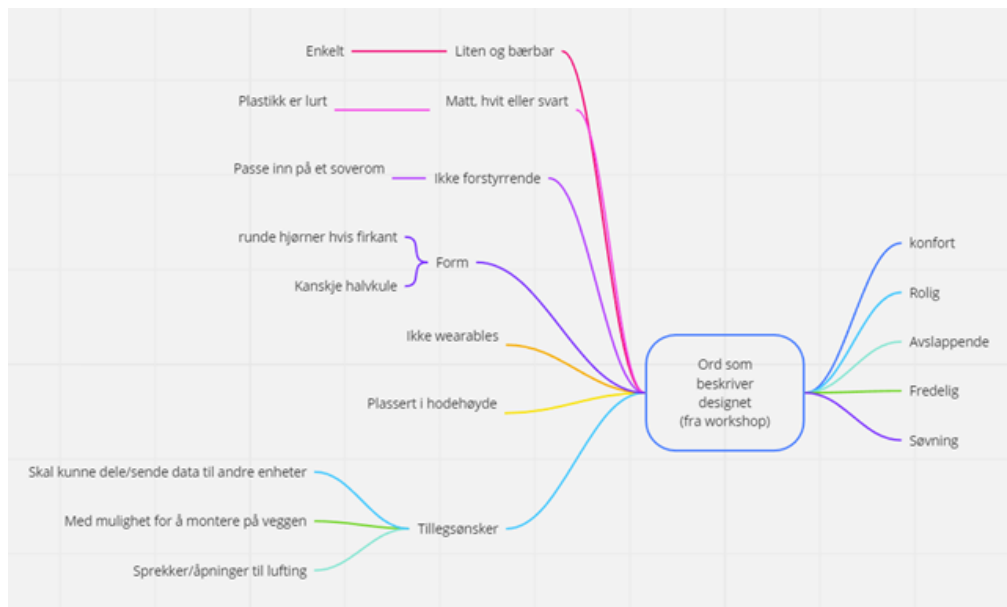 Enkelt
Liten og bærbar
Plastikk er lurt
Matt, hvit eller svart
Passe inn på et soverom
Ikke forstyrrende
runde hjørner hvis firkant
Form
Kanskje halvkule
Ikke wearables
Plassert i hodehøyde
Skal kunne dele/sende data til andre enheter
Med mulighet for å montere på veggen
Tillegsønsker
Sprekker/åpninger til lufting
Ord som
beskriver
designet
(fra workshop)
konfort
Rolig
Avslappende
Fredelig
Søvning